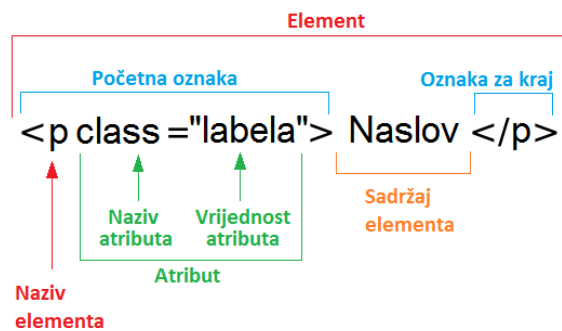 Element
Početna oznaka
Oznaka za kraj
<p class ="labela"> Naslov </p>
Naziv
atributa
Vrijednost
atributa
Sadržaj
elementa
Atribut
Naziv
elementa